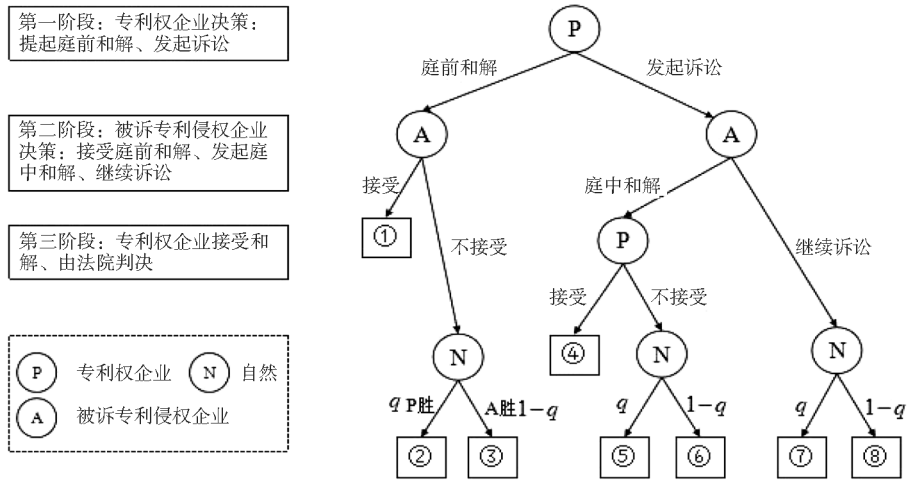 第一阶段：专利权企业决策：
提起庭前和解、发起诉讼
第二阶段：被诉专利侵权企业
决策：接受庭前和解、发起庭
中和解、继续诉讼
第三阶段：专利权企业接受和
解、由法院判决
P 专利权企业 N 自然
A 被诉专利侵权企业
P
庭前和解 发起诉讼
A A
接受 庭中和解
① P
不接受 继续诉讼
接受 不接受
④
N N N
q P胜 A胜1-q q 1-q q 1-q
② ③ ⑤ ⑥ ⑦ ⑧